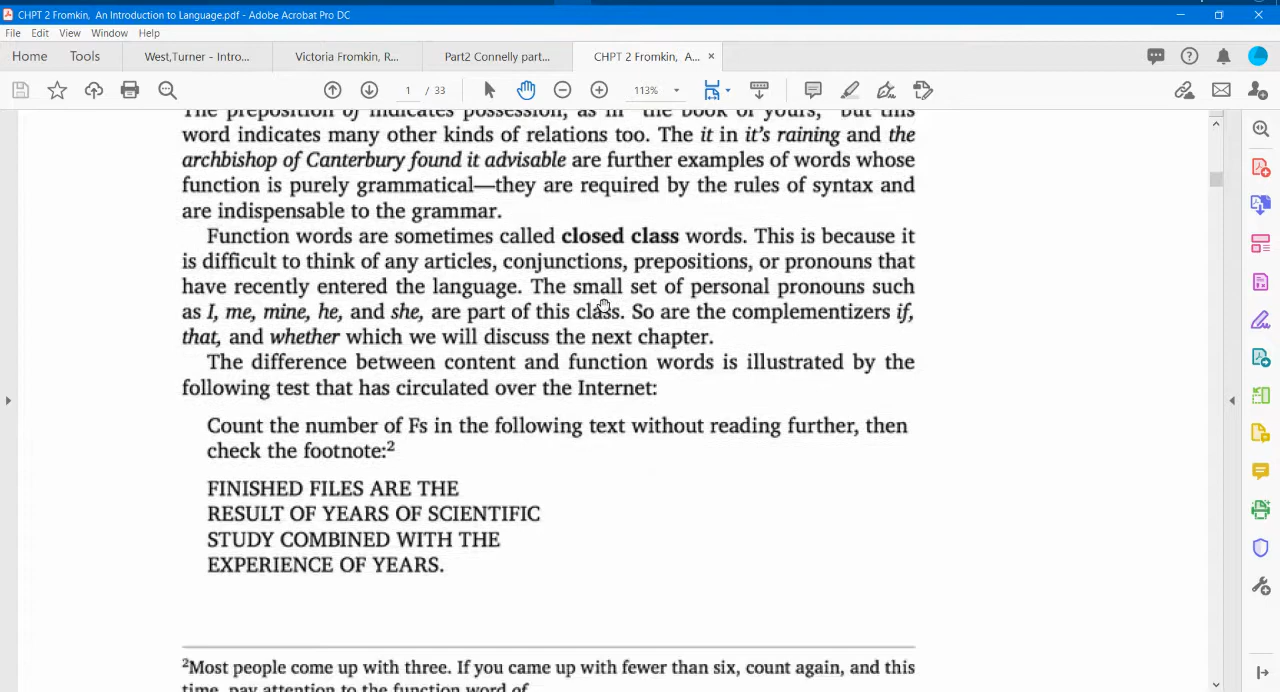 CHPT 2 Fromkin, An Introduction to Language.pdf - Adobe Acrobat Pro DC
File Edit View Window Help
Home Tools West,Turner - Intro... Victoria Fromkin, R... Part2 Connelly part... CHPT 2 Fromkin, A... ×
1 / 33 113%
The preposition of indicates possession, as in "the book of yours," but this
word indicates many other kinds of relations too. The it in it's raining and the
archbishop of Canterbury found it advisable are further examples of words whose
function is purely grammatical—they are required by the rules of syntax and
are indispensable to the grammar.
Function words are sometimes called closed class words. This is because it
is difficult to think of any articles, conjunctions, prepositions, or pronouns that
have recently entered the language. The small set of personal pronouns such
as I, me, mine, he, and she, are part of this class. So are the complementizers if,
that, and whether which we will discuss the next chapter.
The difference between content and function words is illustrated by the
following test that has circulated over the Internet:
Count the number of Fs in the following text without reading further, then
check the footnote:2
FINISHED FILES ARE THE
RESULT OF YEARS OF SCIENTIFIC
STUDY COMBINED WITH THE
EXPERIENCE OF YEARS.
2Most people come up with three. If you came up with fewer than six, count again, and this
time, pay attention to the function word of.